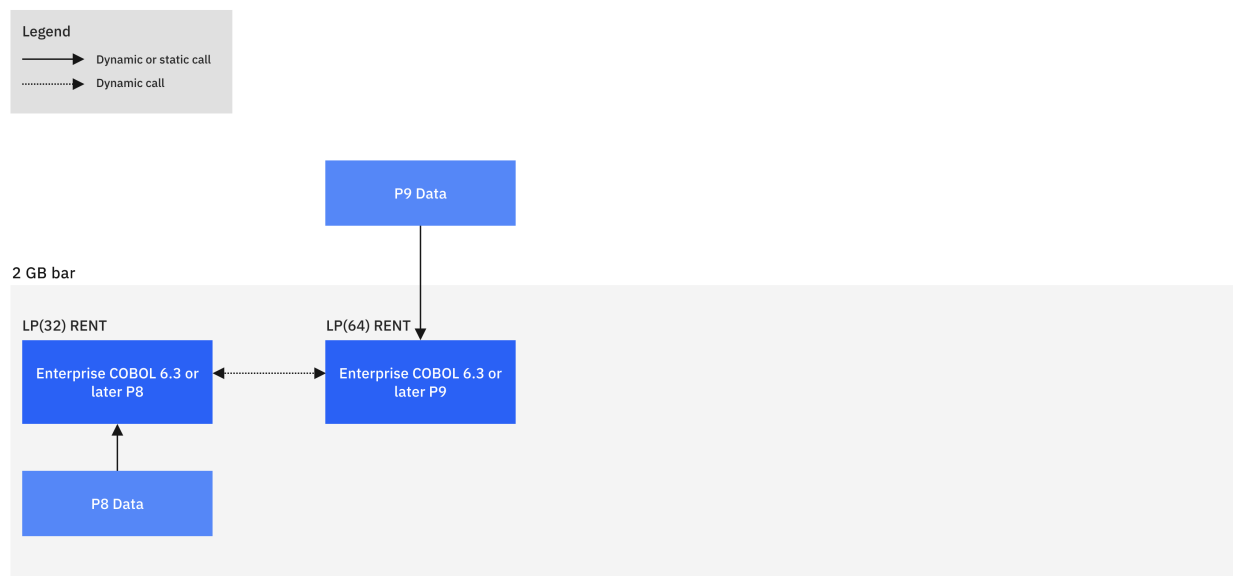 Legend
Dynamic or static call
Dynamic call
P9 Data
2 GB bar
LP(32) RENT
LP(64) RENT
Enterprise COBOL 6.3 or
later P8
Enterprise COBOL 6.3 or
later P9
P8 Data